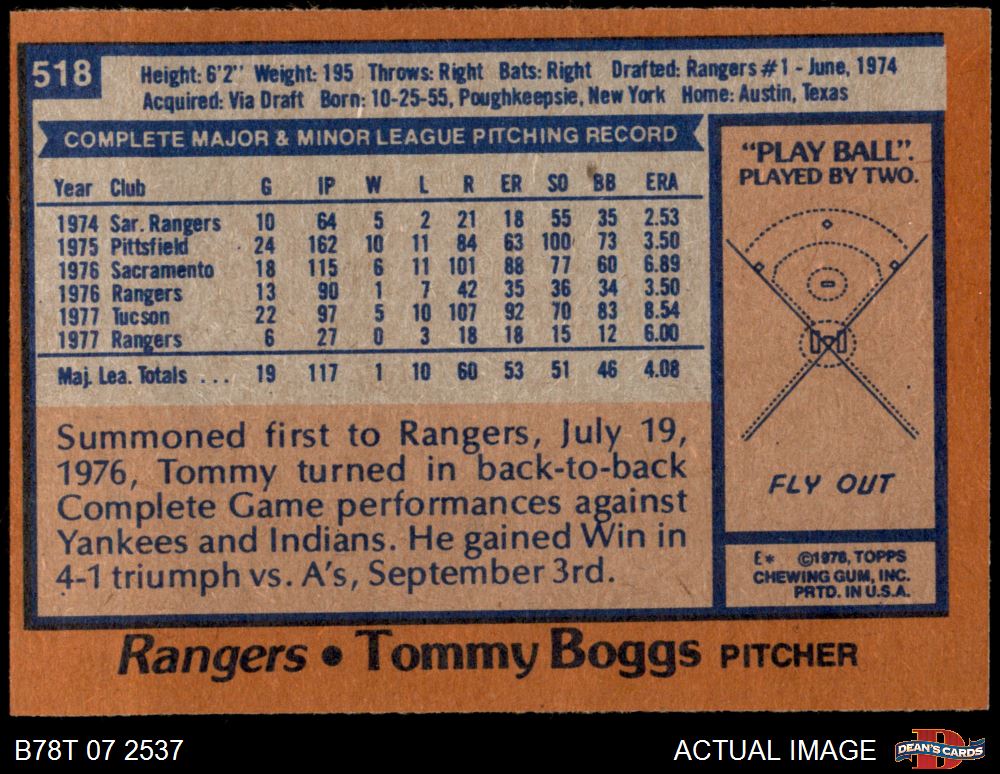 518
Height: 6'2" Weight: 195 Throws: Right Bats: Right Drafted: Rangers #1 - June, 1974
Acquired: Via Draft Born: 10-25-55, Poughkeepsie, New York Home: Austin, Texas
COMPLETE MAJOR & MINOR LEAGUE PITCHING RECORD
Year Club G IP W L R ER SO BB ERA
1974 Sar. Rangers 10 64 5 2 21 18 55 35 2.53
1975 Pittsfield 24 162 10 11 84 63 100 73 3.50
1976 Sacramento 18 115 6 11 101 88 77 60 6.89
1976 Rangers 13 90 1 7 42 35 36 34 3.50
1977 Tucson 22 97 5 10 107 92 70 83 8.54
1977 Rangers 6 27 0 3 18 18 15 12 6.00
Maj. Lea. Totals ... 19 117 1 10 60 53 51 46 4.08
Summoned first to Rangers, July 19,
1976, Tommy turned in back-to-back
Complete Game performances against
Yankees and Indians. He gained Win in
4-1 triumph vs. A's, September 3rd.
"PLAY BALL".
PLAYED BY TWO.
FLY OUT
E* ©1978, TOPPS
CHEWING GUM, INC.
PRTD. IN U.S.A.
Rangers • Tommy Boggs PITCHER
B78T 07 2537
ACTUAL IMAGE
D
DEAN'S CARDS